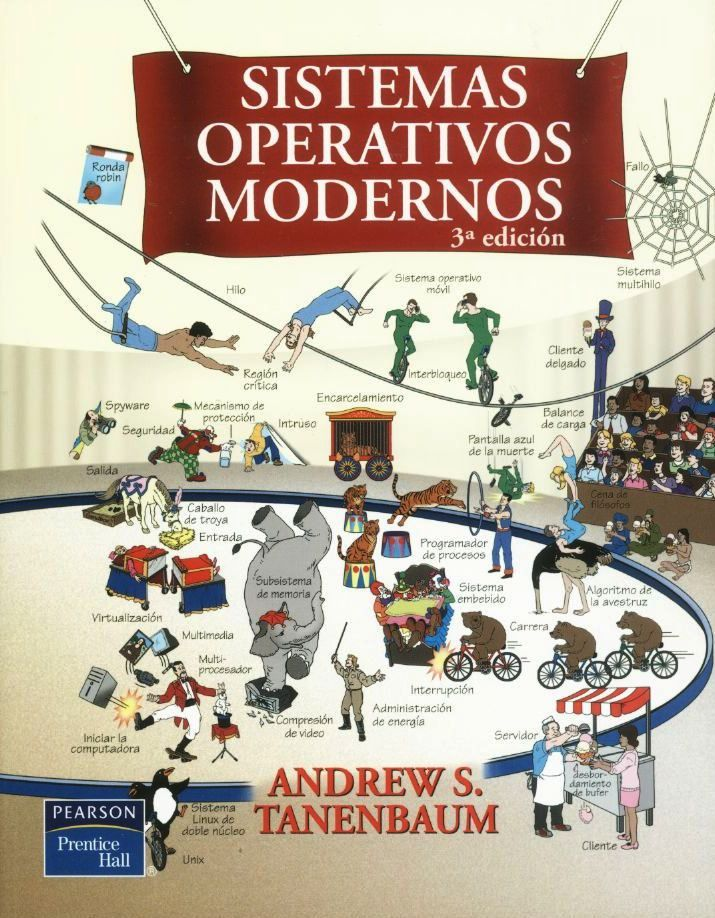 SISTEMAS
OPERATIVOS
MODERNOS
3ª edición
Ronda
robin
Fallo
Sistema
multihilo
Hilo
Sistema operativo
móvil
Región
crítica
Interbloqueo
Cliente
delgado
Encarcelamiento
Spyware
Mecanismo de
protección
Seguridad
Intruso
Balance
de carga
Pantalla azul
de la muerte
Salida
Cena de
filósofos
Caballo
de troya
Entrada
Programador
de procesos
Subsistema
de memoria
Sistema
embebido
Algoritmo de
la avestruz
Virtualización
Carrera
Multimedia
Multi-
procesador
Interrupción
Administración
de energía
Compresión
de video
Iniciar la
computadora
Servidor
desbor-
damiento
de bufer
ANDREW S.
TANENBAUM
PEARSON
Prentice
Hall
®
Sistema
Linux de
doble núcleo
Unix
Cliente